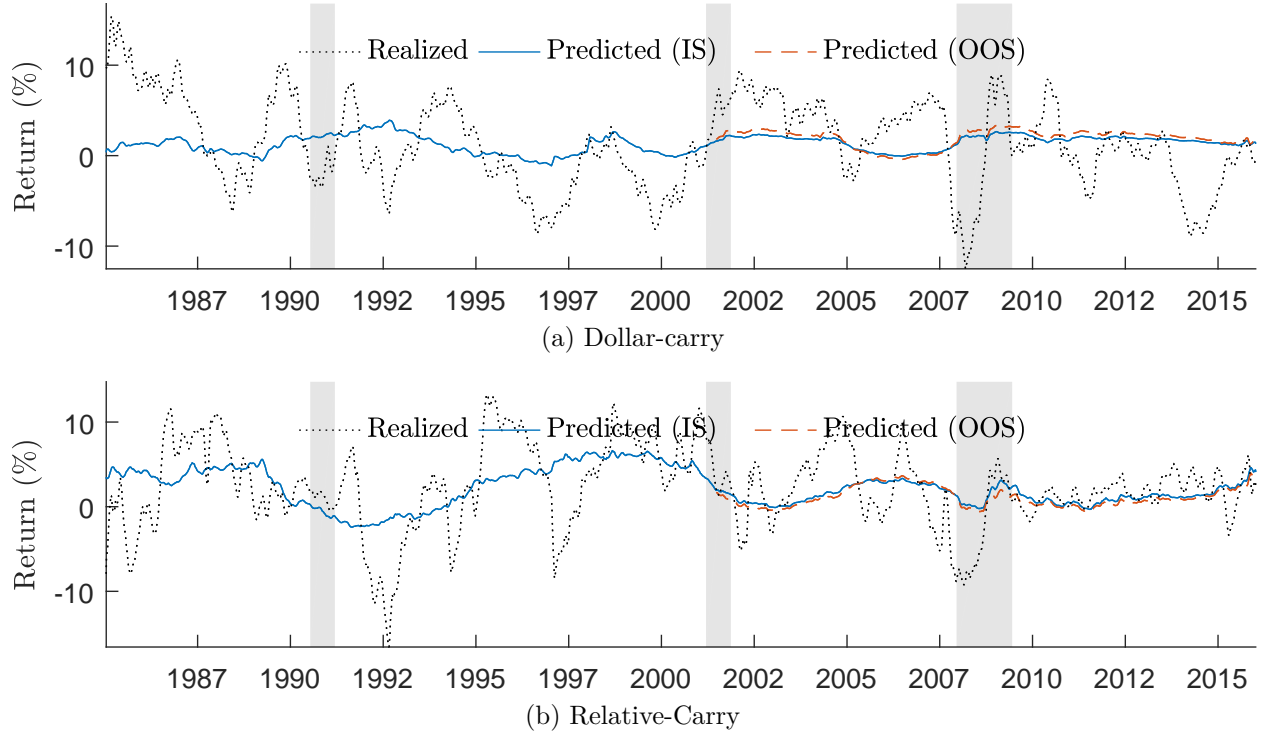 Realized Predicted (IS) Predicted (OOS)
Return (%)
10
0
-10
1987 1990 1992 1995 1997 2000 2002 2005 2007 2010 2012 2015
(a) Dollar-carry
Realized Predicted (IS) Predicted (OOS)
Return (%)
10
0
-10
1987 1990 1992 1995 1997 2000 2002 2005 2007 2010 2012 2015
(b) Relative-Carry